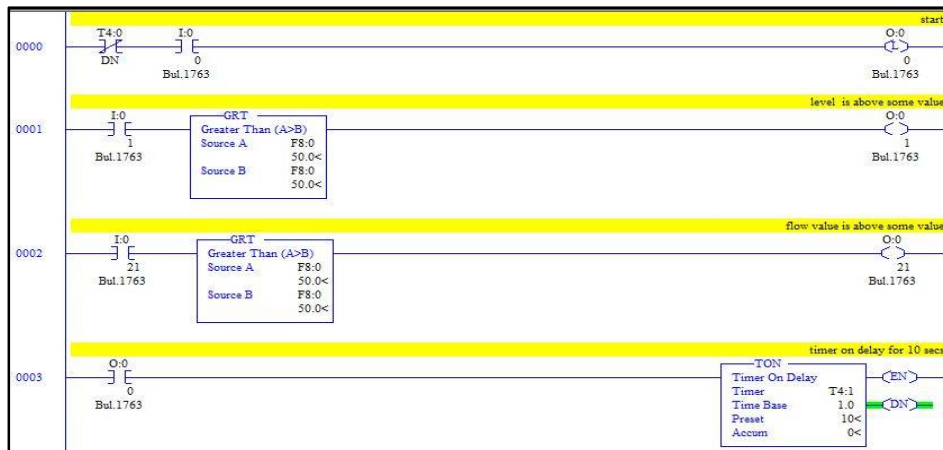 start
0000
T4:0
DN
I:0
0
Bul.1763
O:0
L
0
Bul.1763
level is above some value
0001
I:0
1
Bul.1763
GRT
Greater Than (A>B)
Source A F8:0
50.0<
Source B F8:0
50.0<
O:0
1
Bul.1763
flow value is above some value
0002
I:0
21
Bul.1763
GRT
Greater Than (A>B)
Source A F8:0
50.0<
Source B F8:0
50.0<
O:0
21
Bul.1763
timer on delay for 10 secs
0003
O:0
0
Bul.1763
TON
Timer On Delay
Timer T4:1
Time Base 1.0
Preset 10<
Accum 0<
EN
DN